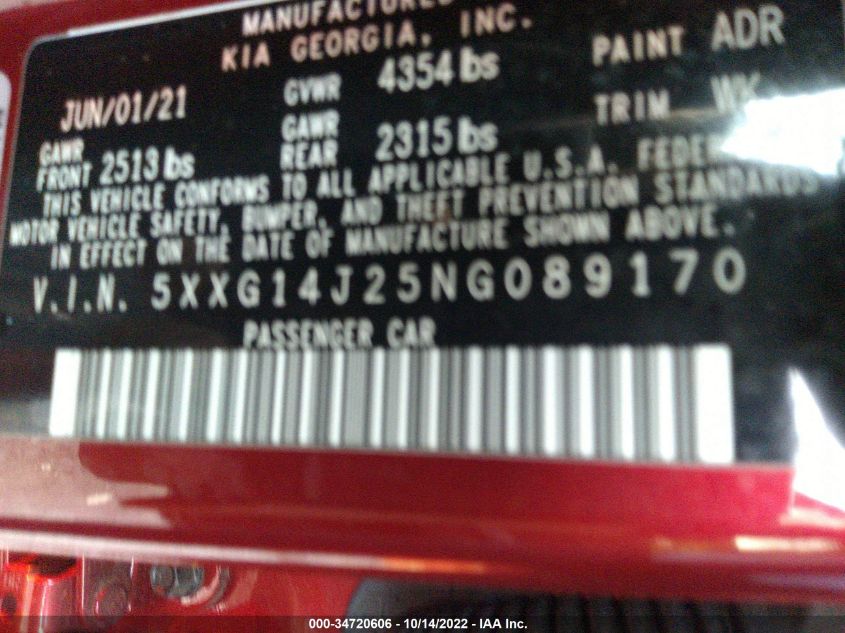 MANUFACTURED
KIA GEORGIA, INC.
PAINT ADR
JUN/01/21 GVWR 4354 lbs
TRIM WK
GAWR FRONT 2513 lbs
GAWR REAR 2315 lbs
THIS VEHICLE CONFORMS TO ALL APPLICABLE U.S.A. FEDER
MOTOR VEHICLE SAFETY, BUMPER, AND THEFT PREVENTION STANDARDS
IN EFFECT ON THE DATE OF MANUFACTURE SHOWN ABOVE.
V.I.N. 5XXG14J25NG089170
PASSENGER CAR
000-34720606 - 10/14/2022 - IAA Inc.